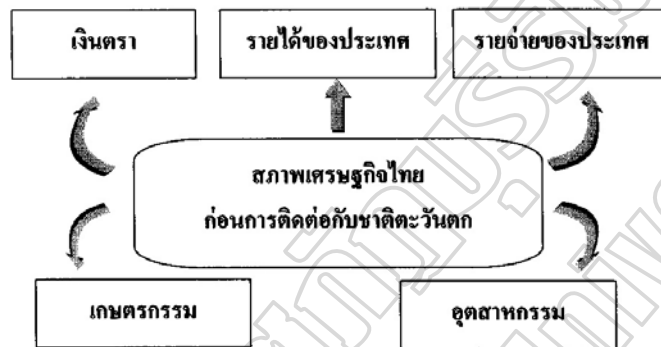 เงินตรา
รายได้ของประเทศ
รายจ่ายของประเทศ
สภาพเศรษฐกิจไทย
ก่อนการติดต่อกับชาติตะวันตก
เกษตรกรรม
อุตสาหกรรม